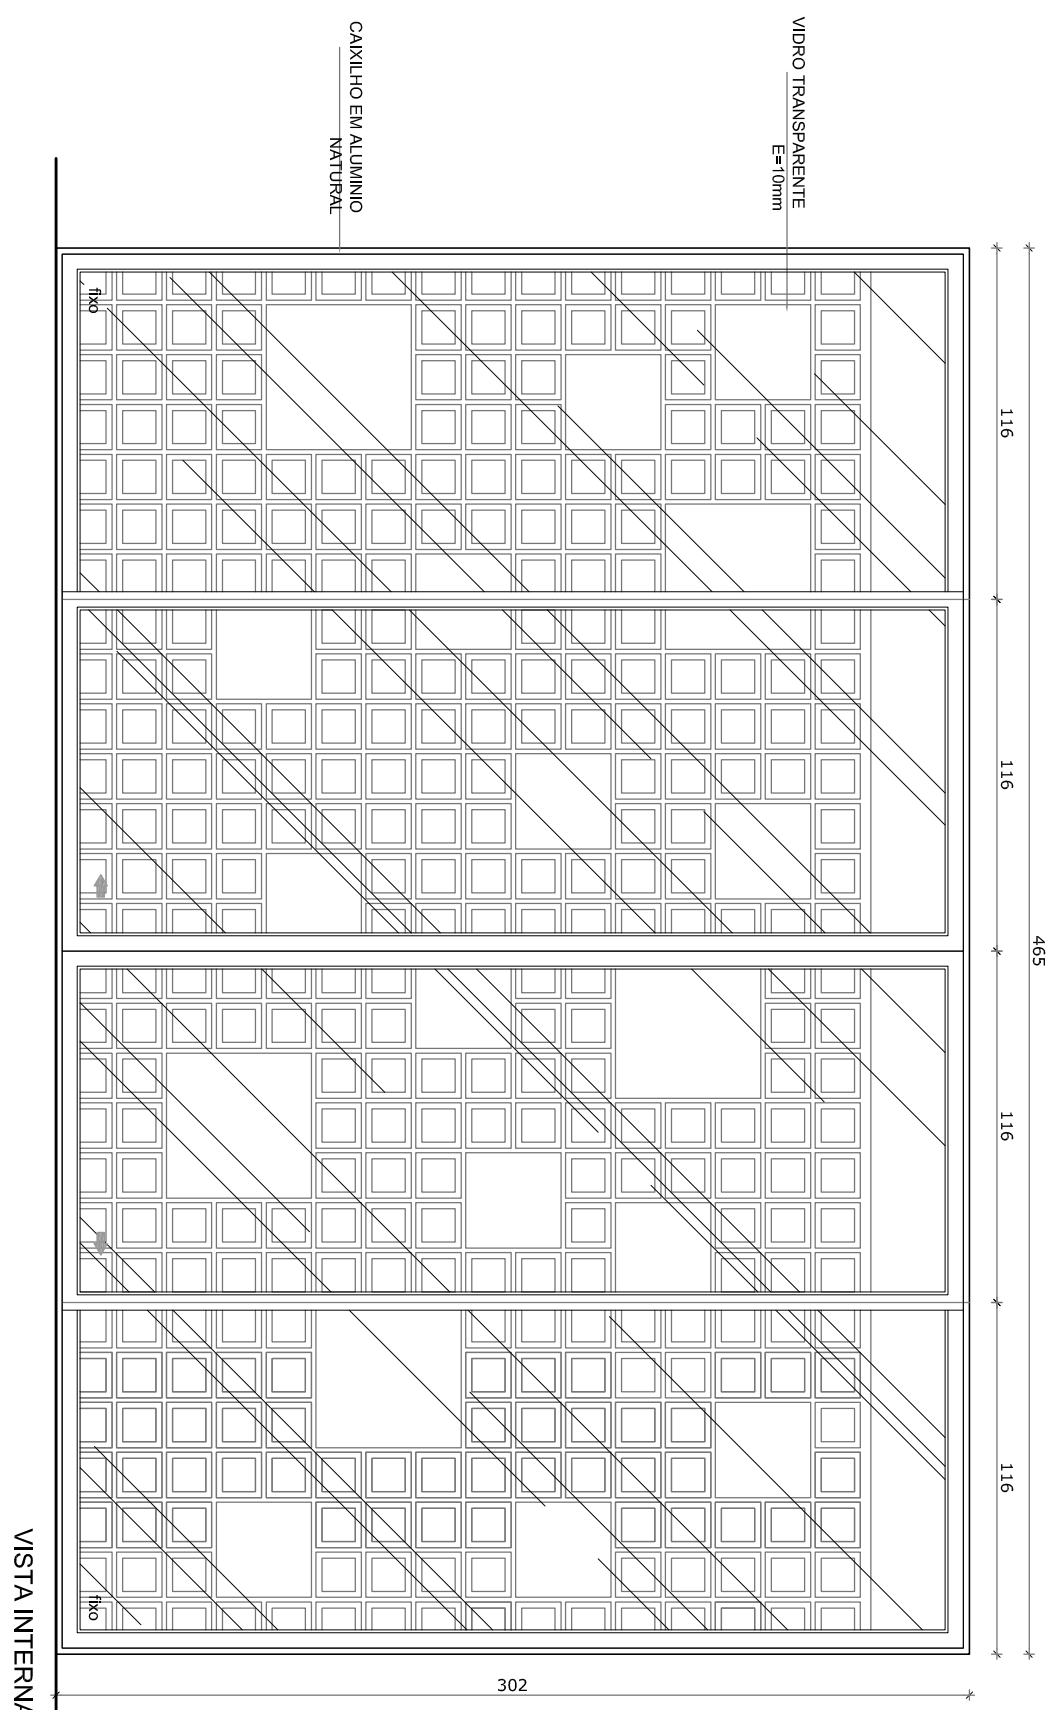 VIDRO TRANSPARENTE
E=10mm
CAIXILHO EM ALUMINIO
NATURAL
465
116
116
116
116
fixo
fixo
302
VISTA INTERNA